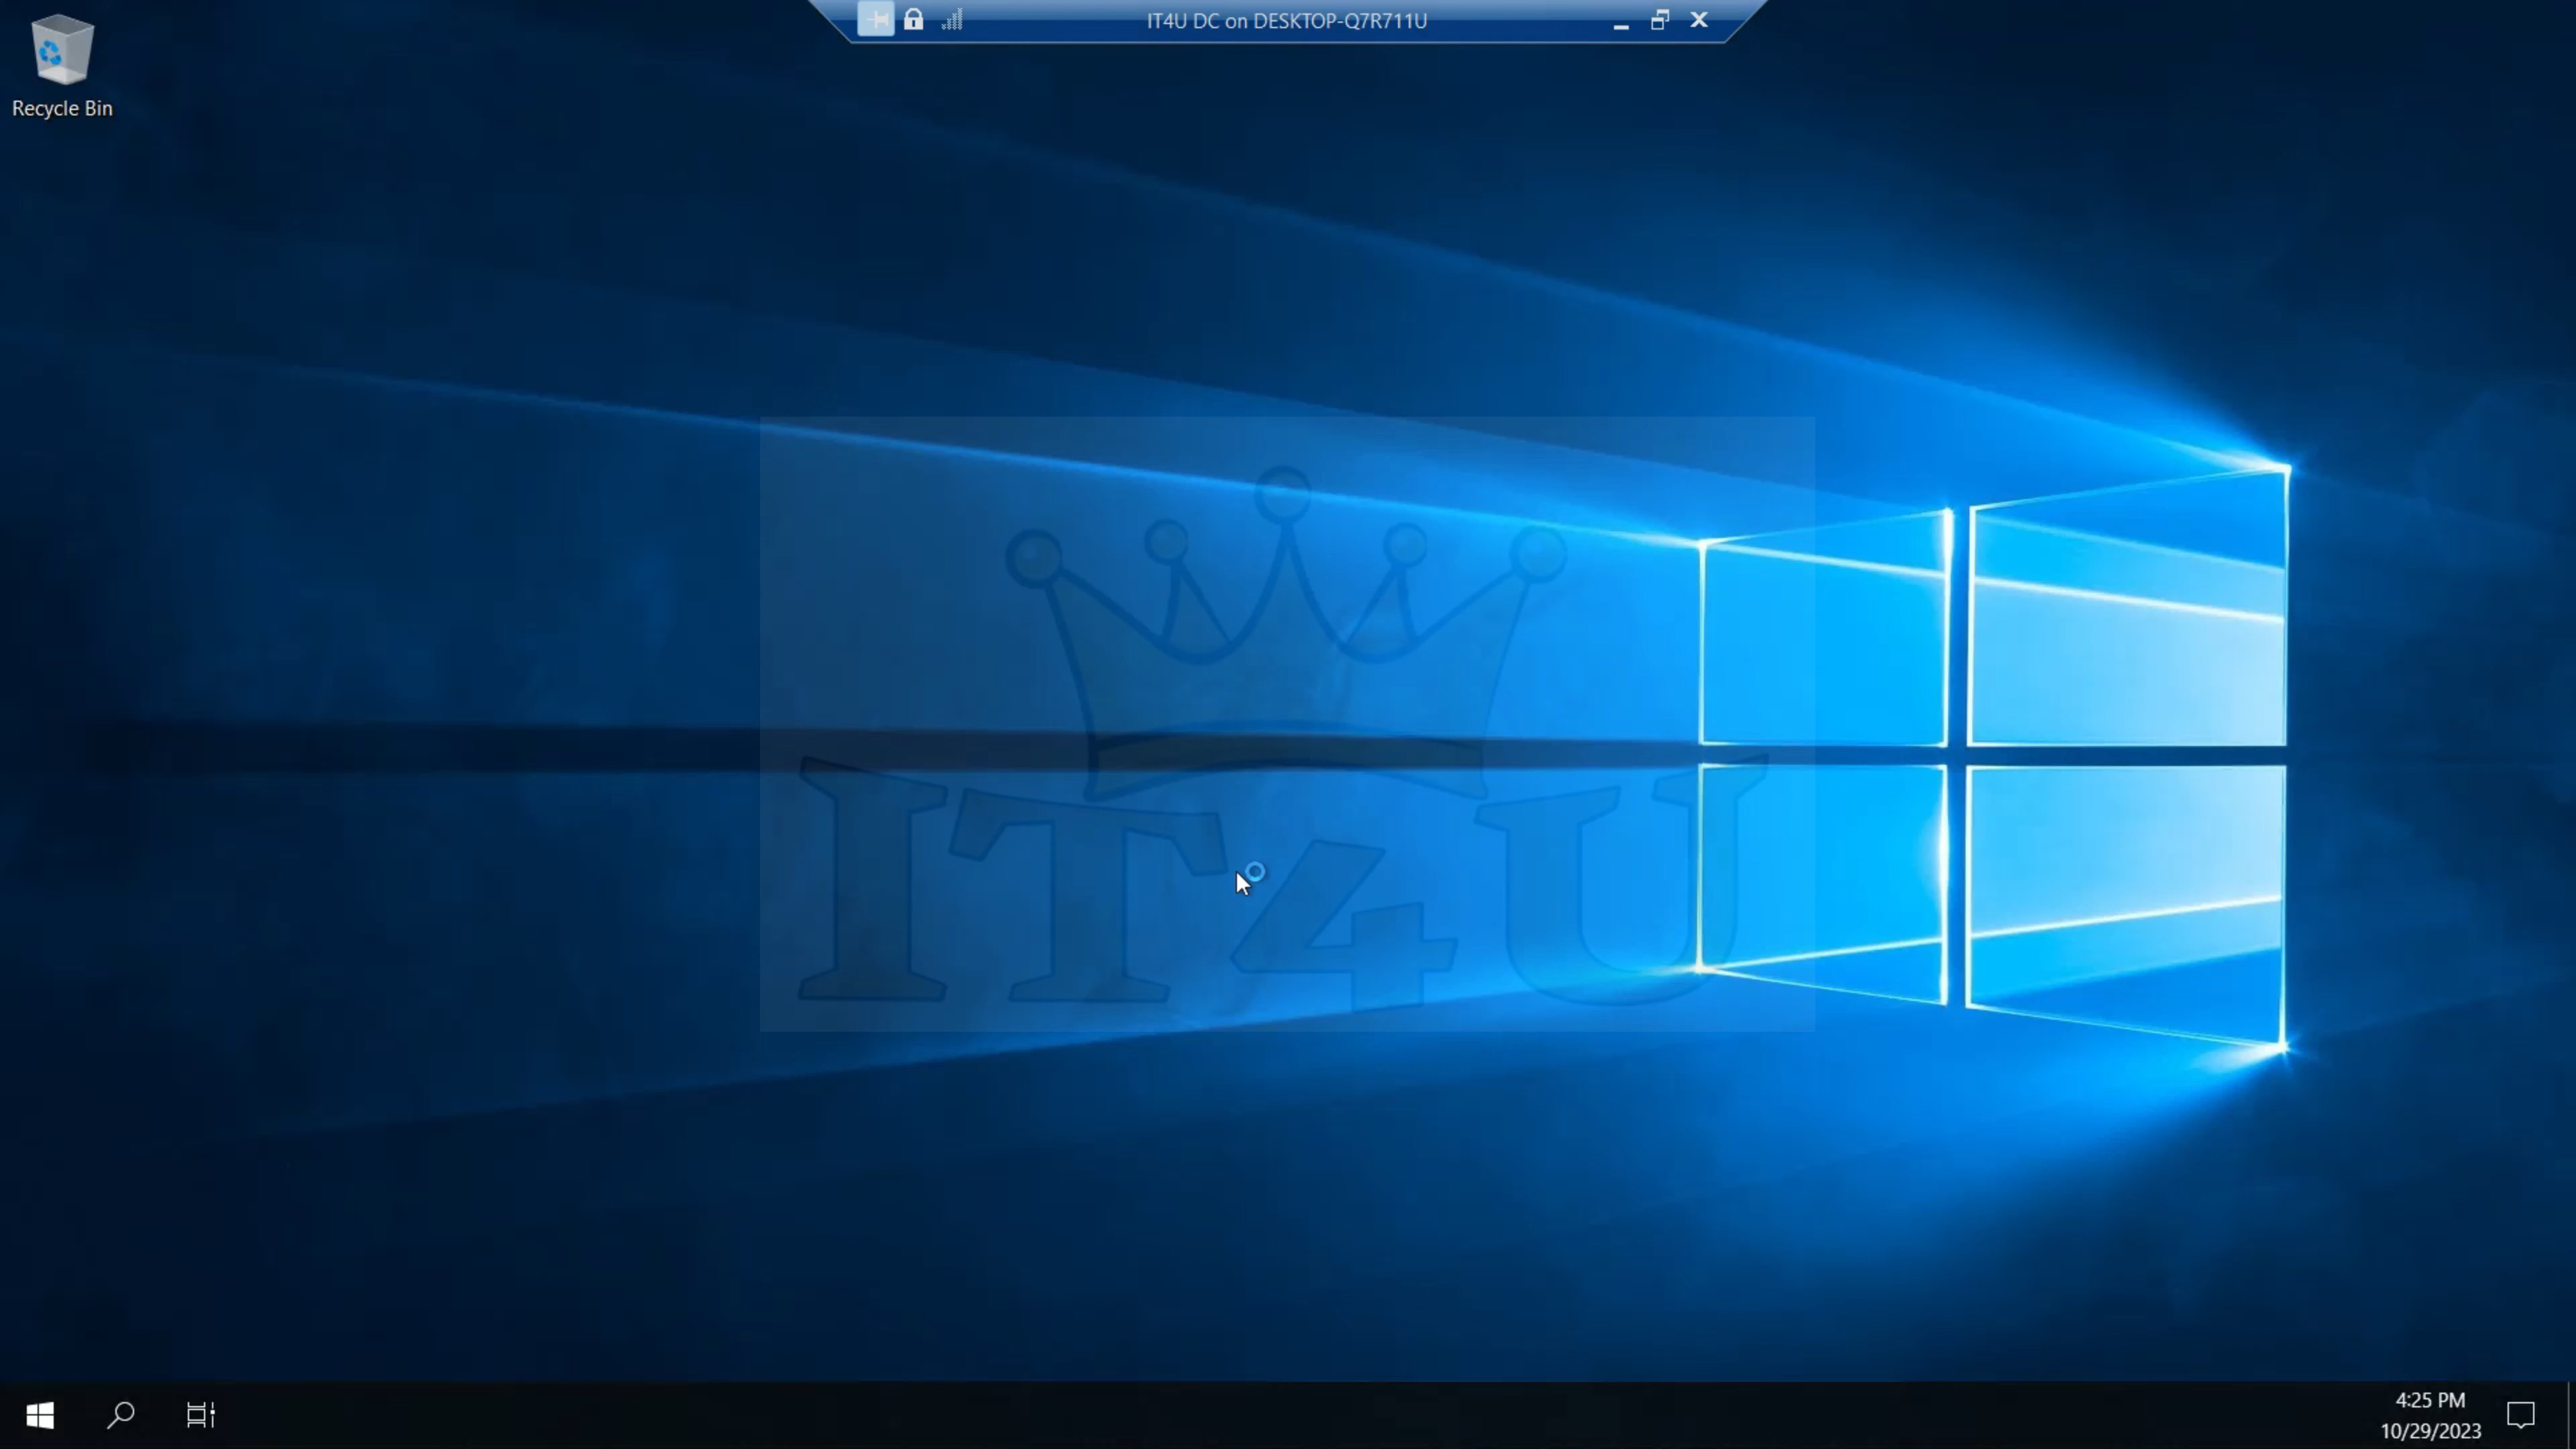 IT4U DC on DESKTOP-Q7R711U
Recycle Bin
IT4U
4:25 PM
10/29/2023